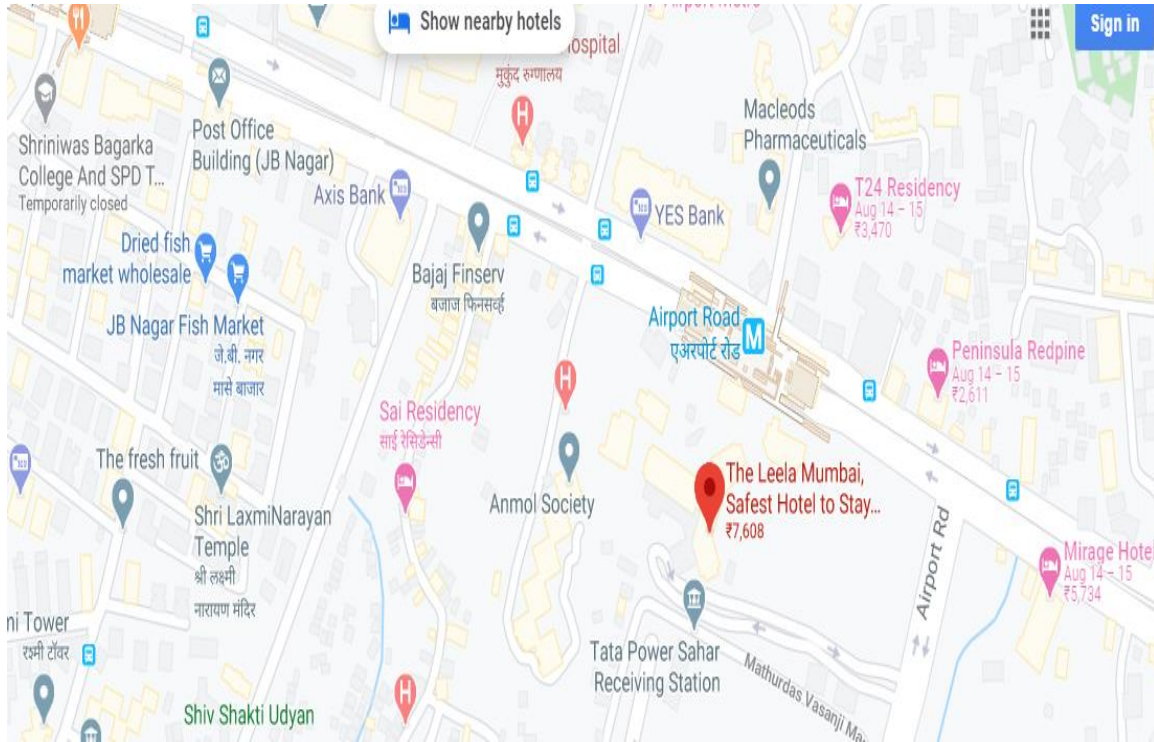 Airport Metro
Show nearby hotels
Sign in
ospital
मुकुंद रुग्णालय
Post Office
Building (JB Nagar)
Macleods
Pharmaceuticals
Shriniwas Bagarka
College And SPD T...
Temporarily closed
Axis Bank
T24 Residency
Aug 14 – 15
₹3,470
YES Bank
Dried fish
market wholesale
Bajaj Finserv
बजाज फिनसर्व्ह
JB Nagar Fish Market
जे.बी. नगर
मासे बाजार
Airport Road
एअरपोर्ट रोड
M
Peninsula Redpine
Aug 14 – 15
₹2,611
H
H
H
Sai Residency
साई रेसिडेन्सी
The fresh fruit
Anmol Society
The Leela Mumbai,
Safest Hotel to Stay...
₹7,608
Shri LaxmiNarayan
Temple
श्री लक्ष्मी
नारायण मंदिर
Airport Rd
Mirage Hotel
Aug 14 – 15
₹5,734
ni Tower
रश्मी टॉवर
Tata Power Sahar
Receiving Station
Mathurdas Vasanji Ma
Shiv Shakti Udyan